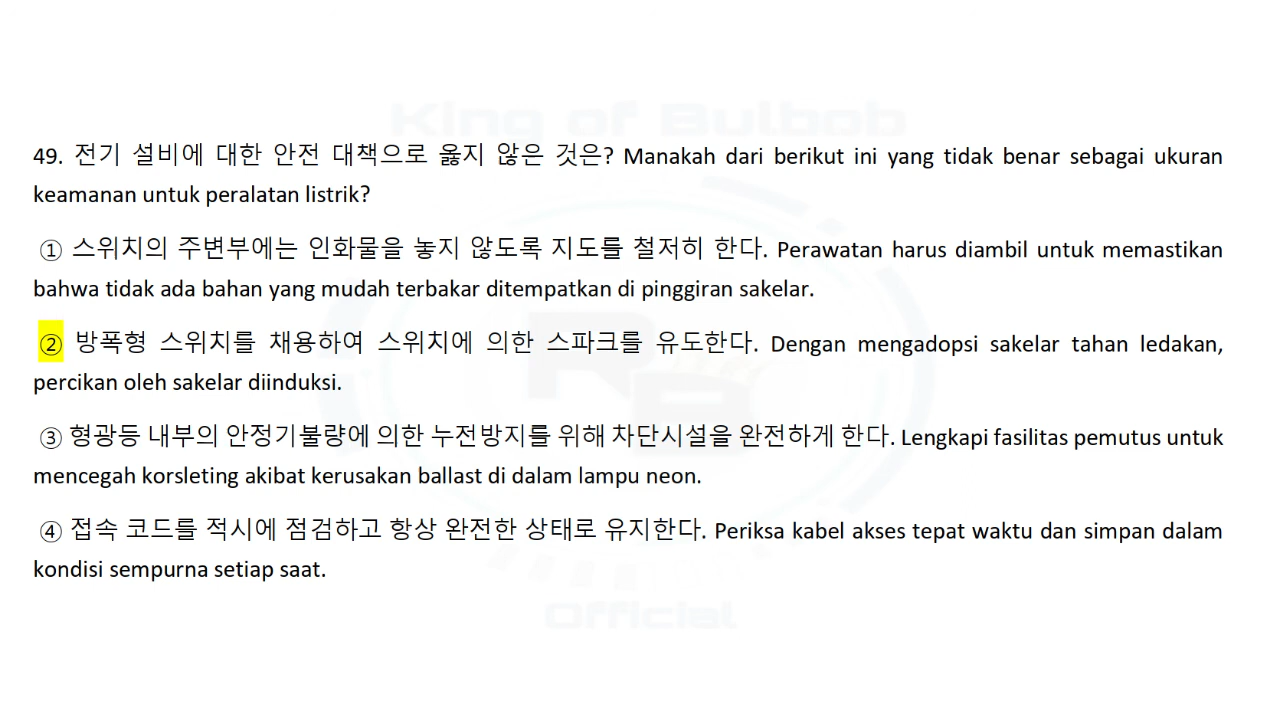 King of Bulbob
49. 전기 설비에 대한 안전 대책으로 옳지 않은 것은? Manakah dari berikut ini yang tidak benar sebagai ukuran
keamanan untuk peralatan listrik?
① 스위치의 주변부에는 인화물을 놓지 않도록 지도를 철저히 한다. Perawatan harus diambil untuk memastikan
bahwa tidak ada bahan yang mudah terbakar ditempatkan di pinggiran sakelar.
② 방폭형 스위치를 채용하여 스위치에 의한 스파크를 유도한다. Dengan mengadopsi sakelar tahan ledakan,
percikan oleh sakelar diinduksi.
③ 형광등 내부의 안정기불량에 의한 누전방지를 위해 차단시설을 완전하게 한다. Lengkapi fasilitas pemutus untuk
mencegah korsleting akibat kerusakan ballast di dalam lampu neon.
④ 접속 코드를 적시에 점검하고 항상 완전한 상태로 유지한다. Periksa kabel akses tepat waktu dan simpan dalam
kondisi sempurna setiap saat.
Official